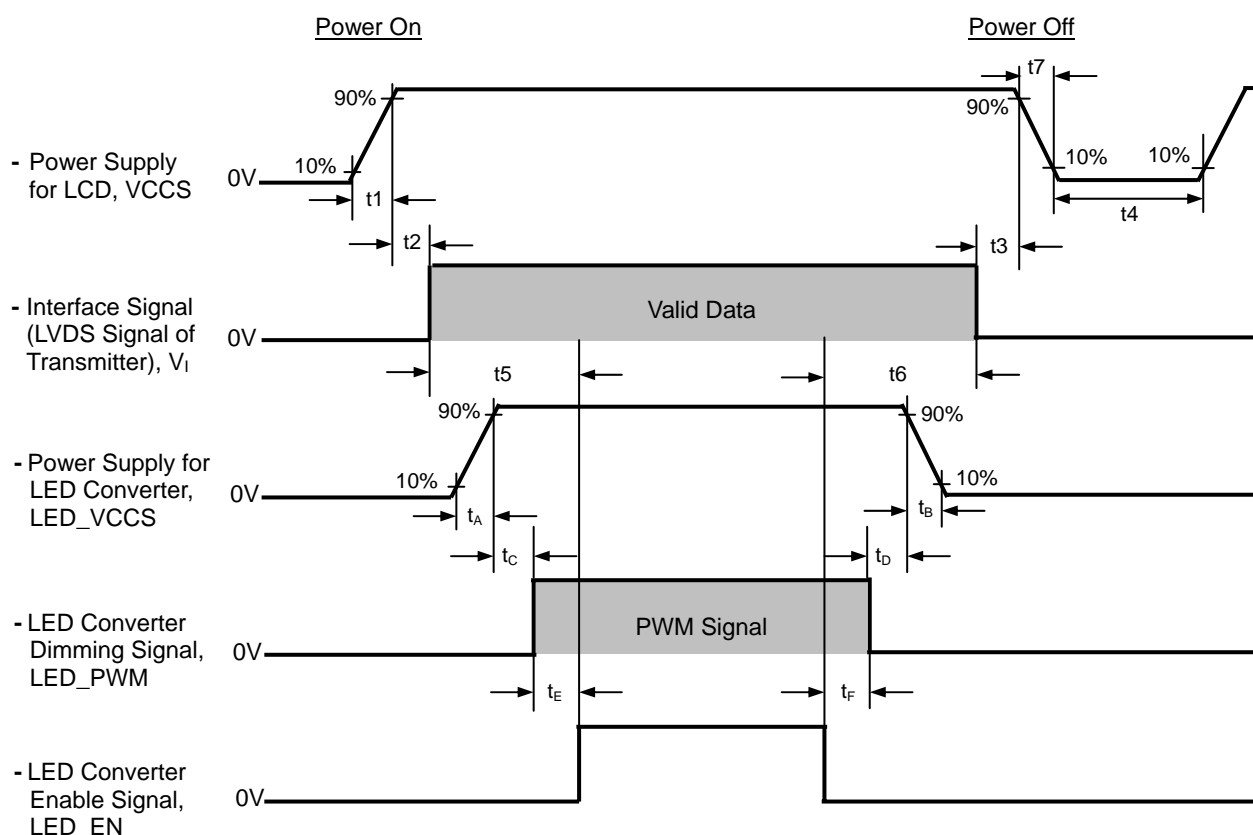 Power On
Power Off
t7
90%
90%
- Power Supply
for LCD, VCCS
0V
10%
10%
10%
t1
t4
t2
t3
- Interface Signal
(LVDS Signal of
Transmitter), VI
0V
Valid Data
t5
t6
90%
90%
- Power Supply for
LED Converter,
LED_VCCS
0V
10%
10%
tA
tB
tC
tD
- LED Converter
Dimming Signal,
LED_PWM
0V
PWM Signal
tE
tF
- LED Converter
Enable Signal,
LED_EN
0V